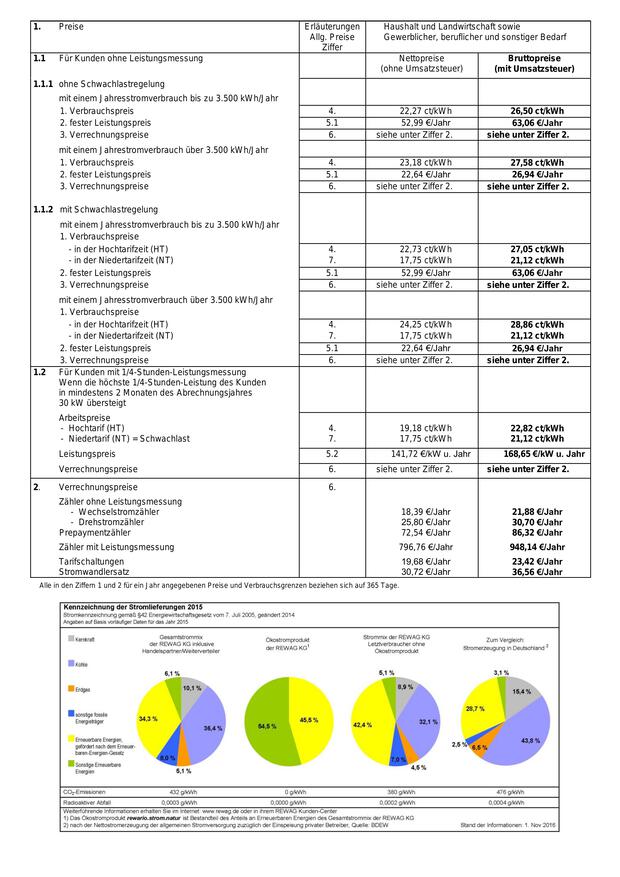 1. Preise Erläuterungen Haushalt und Landwirtschaft sowie
Allg. Preise Gewerblicher, beruflicher und sonstiger Bedarf
Ziffer
1.1 Für Kunden ohne Leistungsmessung Nettopreise Bruttopreise
(ohne Umsatzsteuer) (mit Umsatzsteuer)
1.1.1 ohne Schwachlastregelung
mit einem Jahresstromverbrauch bis zu 3.500 kWh/Jahr
1. Verbrauchspreis 4. 22,27 ct/kWh 26,50 ct/kWh
2. fester Leistungspreis 5.1 52,99 €/Jahr 63,06 €/Jahr
3. Verrechnungspreise 6. siehe unter Ziffer 2. siehe unter Ziffer 2.
mit einem Jahrestromverbrauch über 3.500 kWh/Jahr
1. Verbrauchspreis 4. 23,18 ct/kWh 27,58 ct/kWh
2. fester Leistungspreis 5.1 22,64 €/Jahr 26,94 €/Jahr
3. Verrechnungspreise 6. siehe unter Ziffer 2. siehe unter Ziffer 2.
1.1.2 mit Schwachlastregelung
mit einem Jahresstromverbrauch bis zu 3.500 kWh/Jahr
1. Verbrauchspreise
- in der Hochtarifzeit (HT) 4. 22,73 ct/kWh 27,05 ct/kWh
- in der Niedertarifzeit (NT) 7. 17,75 ct/kWh 21,12 ct/kWh
2. fester Leistungspreis 5.1 52,99 €/Jahr 63,06 €/Jahr
3. Verrechnungspreise 6. siehe unter Ziffer 2. siehe unter Ziffer 2.
mit einem Jahresstromverbrauch über 3.500 kWh/Jahr
1. Verbrauchspreise
- in der Hochtarifzeit (HT) 4. 24,25 ct/kWh 28,86 ct/kWh
- in der Niedertarifzeit (NT) 7. 17,75 ct/kWh 21,12 ct/kWh
2. fester Leistungspreis 5.1 22,64 €/Jahr 26,94 €/Jahr
3. Verrechnungspreise 6. siehe unter Ziffer 2. siehe unter Ziffer 2.
1.2 Für Kunden mit 1/4-Stunden-Leistungsmessung
Wenn die höchste 1/4-Stunden-Leistung des Kunden
in mindestens 2 Monaten des Abrechnungsjahres
30 kW übersteigt
Arbeitspreise
- Hochtarif (HT) 4. 19,18 ct/kWh 22,82 ct/kWh
- Niedertarif (NT) = Schwachlast 7. 17,75 ct/kWh 21,12 ct/kWh
Leistungspreis 5.2 141,72 €/kW u. Jahr 168,65 €/kW u. Jahr
Verrechnungspreise 6. siehe unter Ziffer 2. siehe unter Ziffer 2.
2. Verrechnungspreise 6.
Zähler ohne Leistungsmessung
- Wechselstromzähler 18,39 €/Jahr 21,88 €/Jahr
- Drehstromzähler 25,80 €/Jahr 30,70 €/Jahr
Prepaymentzähler 72,54 €/Jahr 86,32 €/Jahr
Zähler mit Leistungsmessung 796,76 €/Jahr 948,14 €/Jahr
Tarifschaltungen 19,68 €/Jahr 23,42 €/Jahr
Stromwandlersatz 30,72 €/Jahr 36,56 €/Jahr
Alle in den Ziffern 1 und 2 für ein Jahr angegebenen Preise und Verbrauchsgrenzen beziehen sich auf 365 Tage.
Kennzeichnung der Stromlieferungen 2015
Stromkennzeichnung gemäß §42 Energiewirtschaftsgesetz vom 7. Juli 2005, geändert 2014
Angaben auf Basis vorläufiger Daten für das Jahr 2015
Kernkraft
Kohle
Erdgas
sonstige fossile
Energieträger
Erneuerbare Energien,
gefördert nach dem Erneuer-
baren-Energien-Gesetz
Sonstige Erneuerbare
Energien
Gesamtstrommix
der REWAG KG inklusive
Handelspartner/Weiterverteiler
6,1 %
10,1 %
34,3 %
36,4 %
8,0 %
5,1 %
Ökostromprodukt
der REWAG KG1
54,5%
45,5%
Strommix der REWAG KG
Letztverbraucher ohne
Ökostromprodukt
5,1 %
8,9 %
42,4 %
32,1 %
7,0 %
4,5 %
Zum Vergleich:
Stromerzeugung in Deutschland 2
3,1 %
15,4 %
28,7 %
2,5 %
6,5 %
43,8 %
CO2-Emissionen 432 g/kWh 0 g/kWh 380 g/kWh 476 g/kWh
Radioaktiver Abfall 0,0003 g/kWh 0,0000 g/kWh 0,0002 g/kWh 0,0004 g/kWh
Weiterführende Informationen erhalten Sie im Internet: www.rewag.de oder in ihrem REWAG Kunden-Center
1) Das Ökostromprodukt rewario.strom.natur ist Bestandteil des Anteils an Erneuerbaren Energien des Gesamtstrommix der REWAG KG
2) nach der Nettostromerzeugung der allgemeinen Stromversorgung zuzüglich der Einspeisung privater Betreiber, Quelle: BDEW Stand der Informationen: 1. Nov 2016